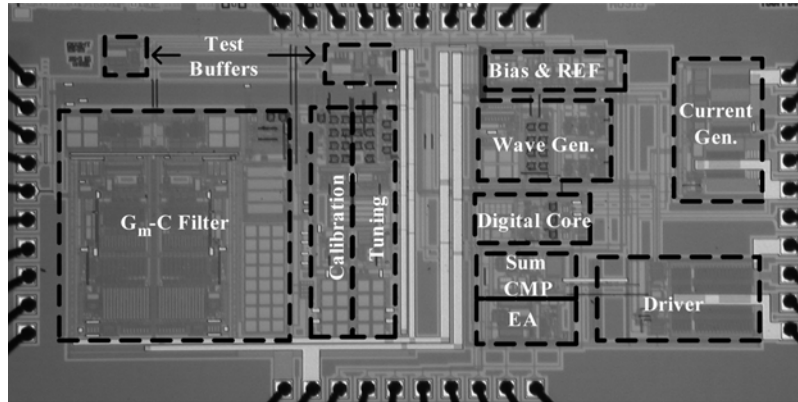 Test
Buffers
Bias & REF
Current
Gen.
Wave Gen.
Gm-C Filter
Calibration
Tuning
Digital Core
Sum
CMP
EA
Driver